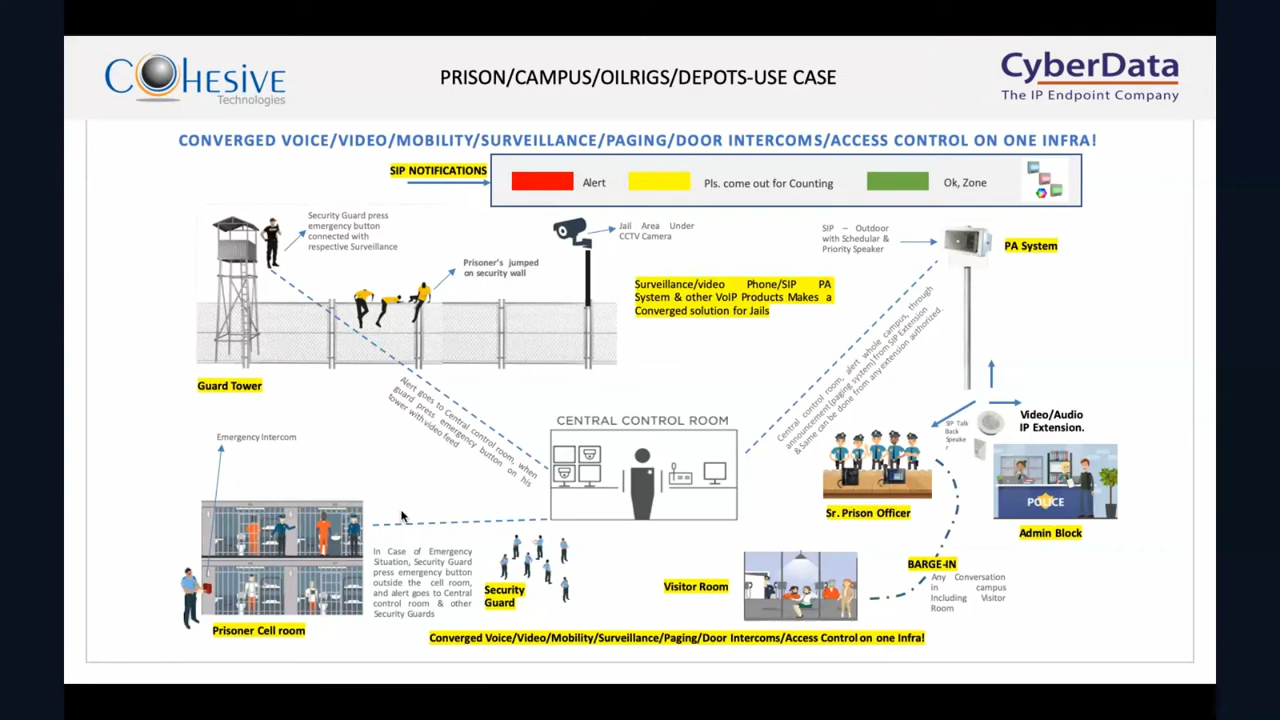 COHESIVE
Technologies
PRISON/CAMPUS/OILRIGS/DEPOTS-USE CASE
CyberData
The IP Endpoint Company
CONVERGED VOICE/VIDEO/MOBILITY/SURVEILLANCE/PAGING/DOOR INTERCOMS/ACCESS CONTROL ON ONE INFRA!
SIP NOTIFICATIONS
Alert
Pls. come out for Counting
Ok, Zone
Security Guard press
emergency button
connected with
respective Surveillance
Prisoner's jumped
on security wall
Jail Area Under
CCTV Camera
SIP – Outdoor
with Schedular &
Priority Speaker
PA System
Surveillance/video Phone/SIP PA
System & other VoIP Products Makes a
Converged solution for Jails
Guard Tower
Alert goes to Central control room, when
guard press emergency button on his
tower with video feed
Central control room, alert whole campus, through
announcement(paging system) from SIP Extension
& Same can be done from any extension authorized.
CENTRAL CONTROL ROOM
SIP Talk
Back
Speake
r
Video/Audio
IP Extension.
Emergency Intercom
POLICE
Sr. Prison Officer
Admin Block
In Case of Emergency
Situation, Security Guard
press emergency button
outside the cell room,
and alert goes to Central
control room & other
Security Guards
Security
Guard
Visitor Room
BARGE-IN
Any Conversation
in campus
Including Visitor
Room
Prisoner Cell room
Converged Voice/Video/Mobility/Surveillance/Paging/Door Intercoms/Access Control on one Infra!